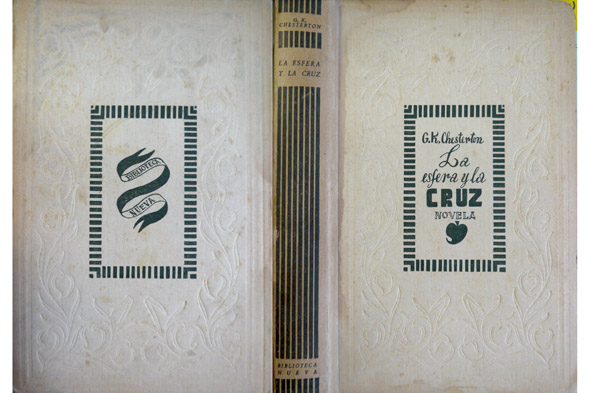 BIBLIOTECA
NUEVA
G. K.
CHESTERTON
LA ESFERA
Y LA CRUZ
BIBLIOTECA
NUEVA
G.K. Chesterton
La
esfera y la
CRUZ
NOVELA